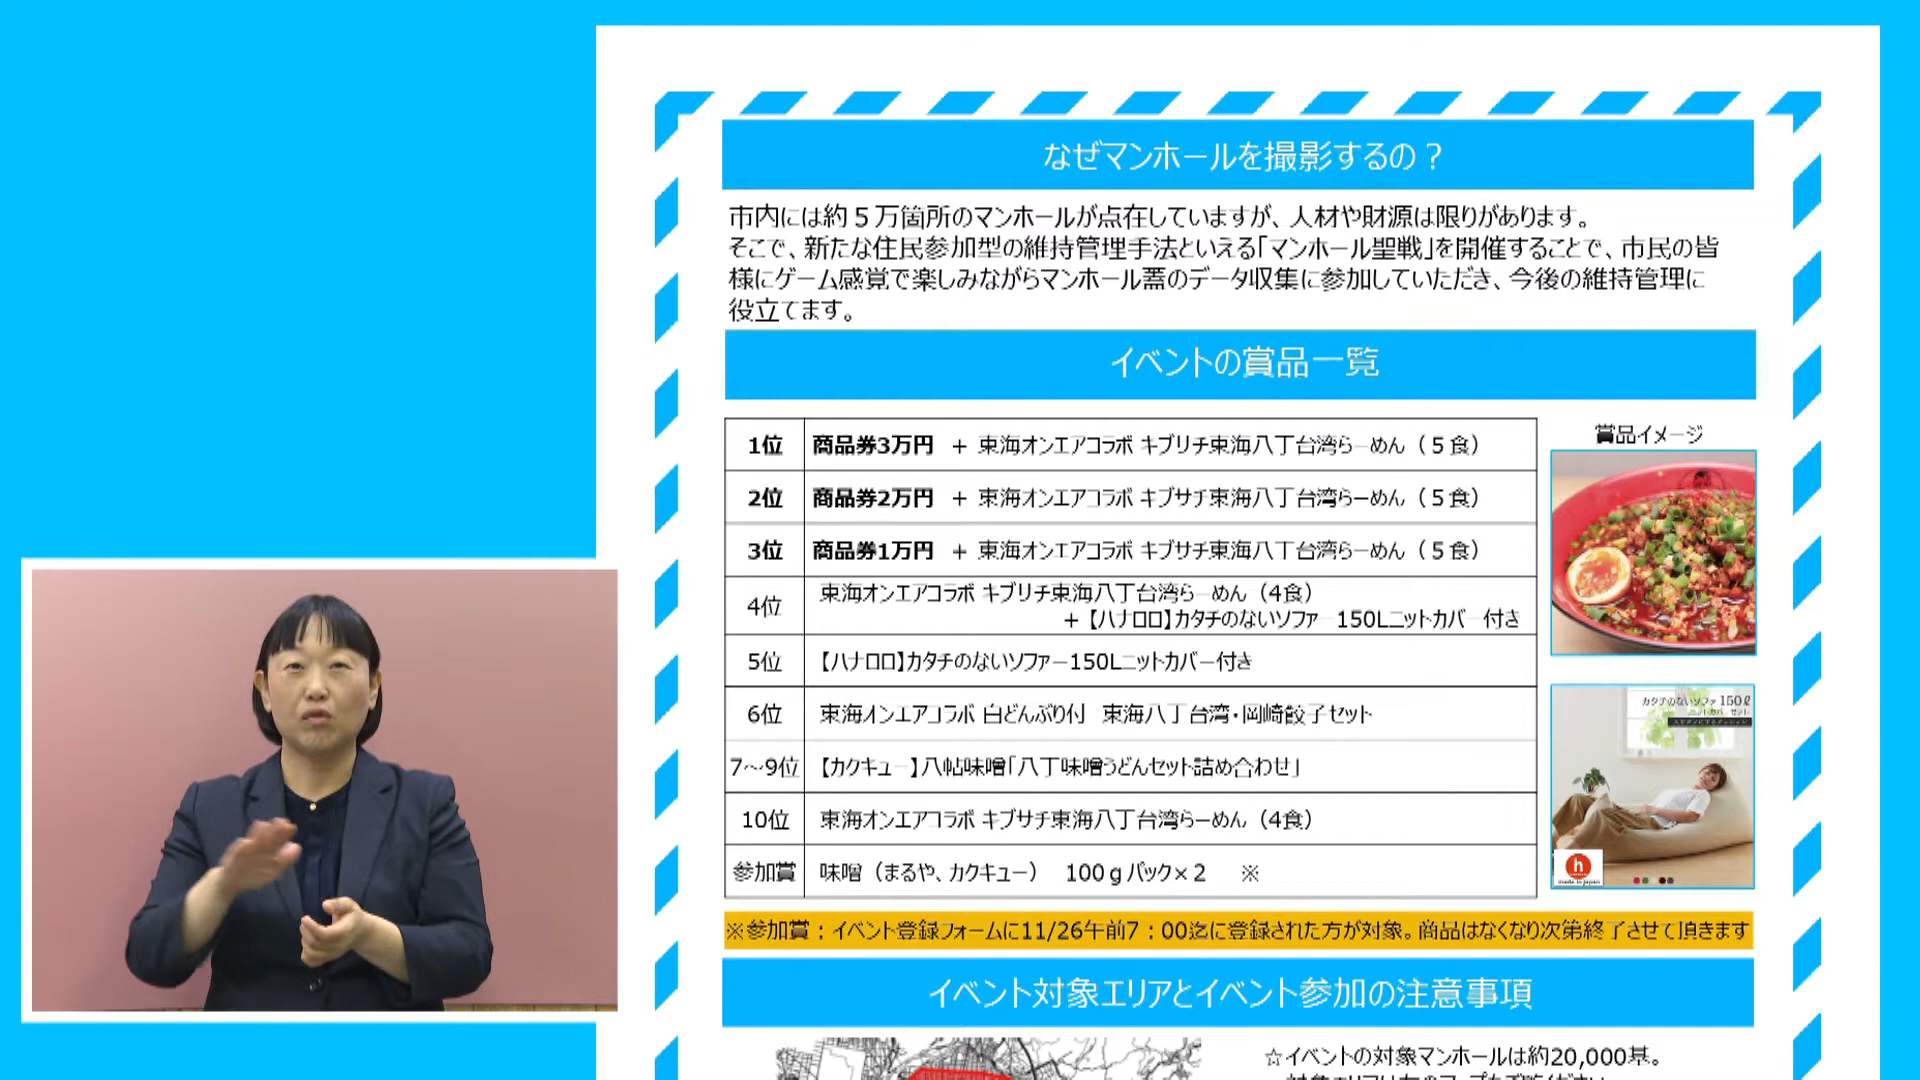 なぜマンホールを撮影するの？
市内には約５万箇所のマンホールが点在していますが、人材や財源は限りがあります。
そこで、新たな住民参加型の維持管理手法といえる「マンホール聖戦」を開催することで、市民の皆
様にゲーム感覚で楽しみながらマンホール蓋のデータ収集に参加していただき、今後の維持管理に
役立てます。
イベントの賞品一覧
1位 商品券3万円 ＋ 東海オンエアコラボ キブリチ東海八丁台湾らーめん（５食）
2位 商品券2万円 ＋ 東海オンエアコラボ キブサチ東海八丁台湾らーめん（５食）
3位 商品券1万円 ＋ 東海オンエアコラボ キブサチ東海八丁台湾らーめん（５食）
4位 東海オンエアコラボ キブリチ東海八丁台湾らーめん（4食）
＋【ハナロロ】カタチのないソファー150Lニットカバー付き
5位 【ハナロロ】カタチのないソファー150Lニットカバー付き
6位 東海オンエアコラボ 白どんぶり付 東海八丁台湾・岡崎餃子セット
7～9位 【カクキュー】八帖味噌「八丁味噌うどんセット詰め合わせ」
10位 東海オンエアコラボ キブサチ東海八丁台湾らーめん（4食）
参加賞 味噌（まるや、カクキュー） 100ｇパック×２ ※
賞品イメージ
カタチのないソファ 150ℓ
ニットカバーセット
h
made in japan
※参加賞：イベント登録フォームに11/26午前7：00迄に登録された方が対象。商品はなくなり次第終了させて頂きます
イベント対象エリアとイベント参加の注意事項
☆イベントの対象マンホールは約20,000基。